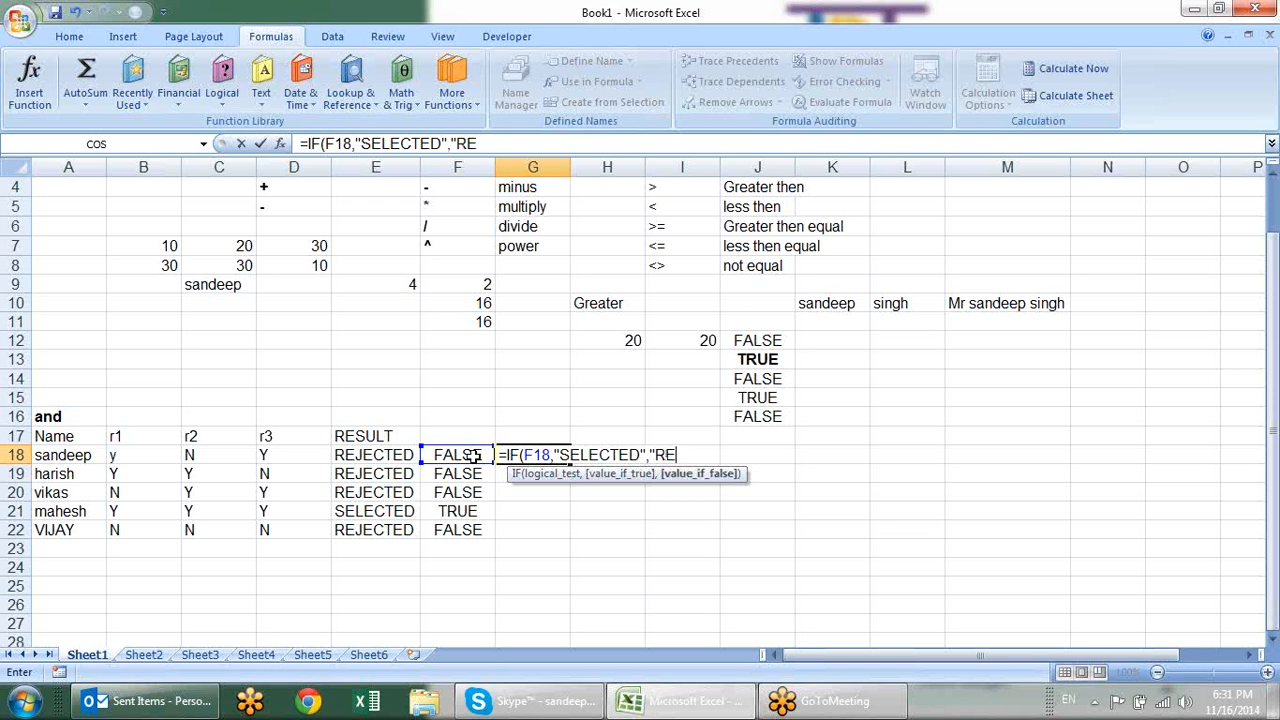 Book1 - Microsoft Excel
Home Insert Page Layout Formulas Data Review View Developer
fx Σ ? A θ
Insert Function AutoSum Recently Used Financial Logical Text Date & Time Lookup & Reference Math & Trig More Functions
Function Library
Name Manager
Define Name
Use in Formula
Create from Selection
Defined Names
Trace Precedents
Trace Dependents
Remove Arrows
Show Formulas
Error Checking
Evaluate Formula
Watch Window
Formula Auditing
Calculation Options
Calculate Now
Calculate Sheet
Calculation
COS fx =IF(F18,"SELECTED","RE
A B C D E F G H I J K L M N O P
4 + - minus > Greater then
5 - * multiply < less then
6 / divide >= Greater then equal
7 10 20 30 ^ power <= less then equal
8 30 30 10 <> not equal
9 sandeep 4 2
10 16 Greater sandeep singh Mr sandeep singh
11 16
12 20 20 FALSE
13 TRUE
14 FALSE
15 TRUE
16 and FALSE
17 Name r1 r2 r3 RESULT
18 sandeep y N Y REJECTED FALSE =IF(F18,"SELECTED","RE
IF(logical_test, [value_if_true], [value_if_false])
19 harish Y Y Y REJECTED FALSE
20 vikas N Y Y REJECTED FALSE
21 mahesh Y Y Y SELECTED TRUE
22 VIJAY N N N REJECTED FALSE
23
24
25
26
27
28
Sheet1 Sheet2 Sheet3 Sheet4 Sheet5 Sheet6
Enter 100%
Sent Items - Perso... Skype™ - sandeep... Microsoft Excel - ... GoToMeeting EN 6:31 PM
11/16/2014